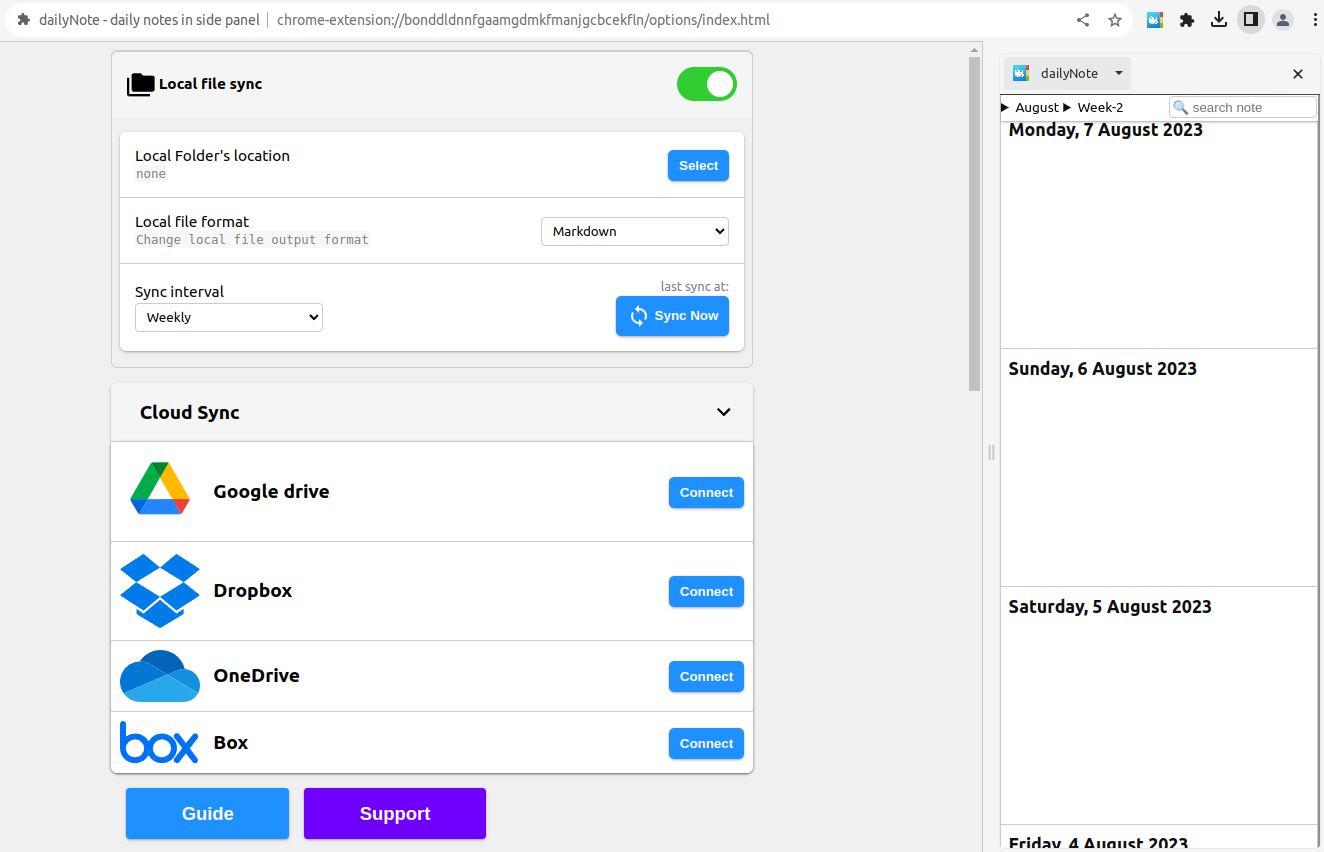 dailyNote - daily notes in side panel | chrome-extension://bonddldnnfgaamgdmkfmanjgcbcekfln/options/index.html
Local file sync
Local Folder's location
none
Select
Local file format
Change local file output format
Markdown
Sync interval
Weekly
last sync at:
Sync Now
Cloud Sync
Google drive
Connect
Dropbox
Connect
OneDrive
Connect
box
Box
Connect
Guide
Support
dailyNote
August
Week-2
search note
Monday, 7 August 2023
Sunday, 6 August 2023
Saturday, 5 August 2023
Friday, 4 August 2023